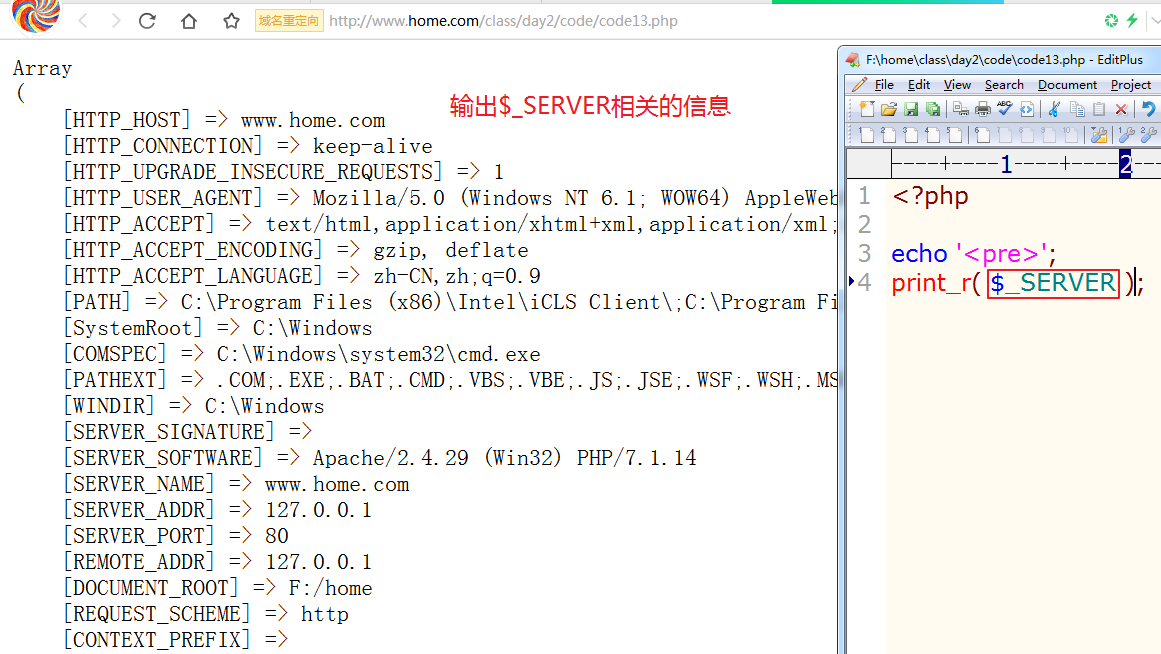 域名重定向 http://www.home.com/class/day2/code/code13.php
Array
(
输出$_SERVER相关的信息
[HTTP_HOST] => www.home.com
[HTTP_CONNECTION] => keep-alive
[HTTP_UPGRADE_INSECURE_REQUESTS] => 1
[HTTP_USER_AGENT] => Mozilla/5.0 (Windows NT 6.1; WOW64) AppleWeb
[HTTP_ACCEPT] => text/html,application/xhtml+xml,application/xml;
[HTTP_ACCEPT_ENCODING] => gzip, deflate
[HTTP_ACCEPT_LANGUAGE] => zh-CN,zh;q=0.9
[PATH] => C:\Program Files (x86)\Intel\iCLS Client\;C:\Program Fi
[SystemRoot] => C:\Windows
[COMSPEC] => C:\Windows\system32\cmd.exe
[PATHEXT] => .COM;.EXE;.BAT;.CMD;.VBS;.VBE;.JS;.JSE;.WSF;.WSH;.MS
[WINDIR] => C:\Windows
[SERVER_SIGNATURE] =>
[SERVER_SOFTWARE] => Apache/2.4.29 (Win32) PHP/7.1.14
[SERVER_NAME] => www.home.com
[SERVER_ADDR] => 127.0.0.1
[SERVER_PORT] => 80
[REMOTE_ADDR] => 127.0.0.1
[DOCUMENT_ROOT] => F:/home
[REQUEST_SCHEME] => http
[CONTEXT_PREFIX] =>
F:\home\class\day2\code\code13.php - EditPlus
File Edit View Search Document Project
----+----1----+----2--
1 <?php
2
3 echo '<pre>';
4 print_r( $_SERVER );